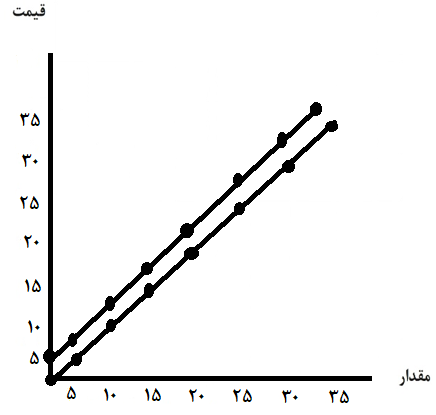 قیمت
۳۵
۳۰
۲۵
۲۰
۱۵
۱۰
۵
۵ ۱۰ ۱۵ ۲۰ ۲۵ ۳۰ ۳۵
مقدار